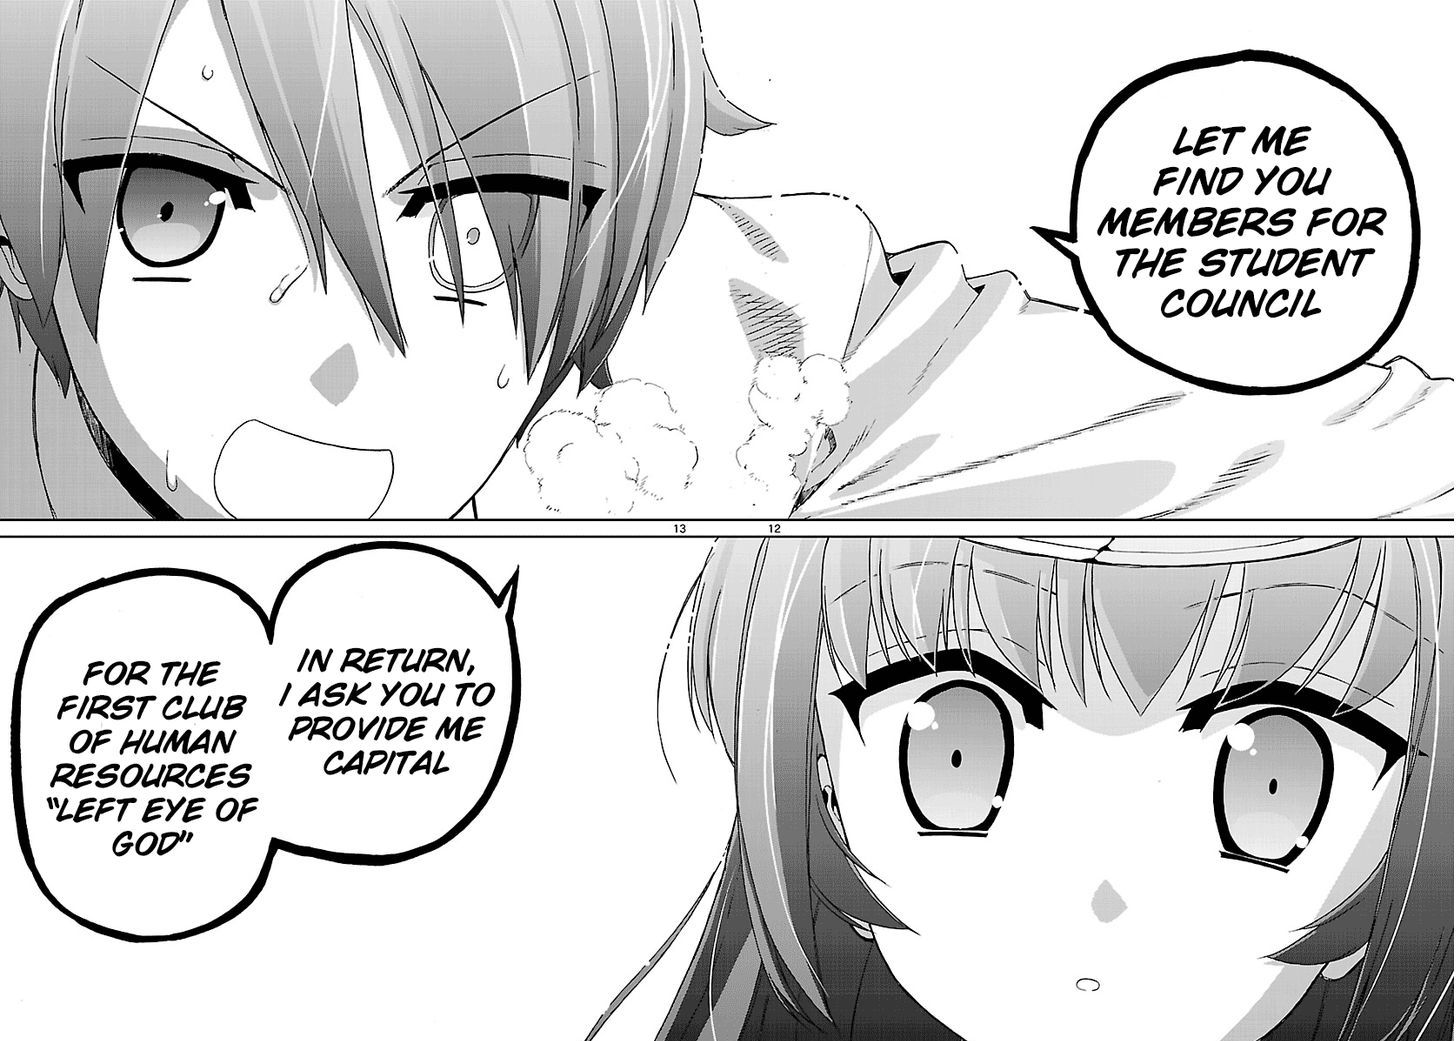 LET ME
FIND YOU
MEMBERS FOR
THE STUDENT
COUNCIL
13
12
IN RETURN,
I ASK YOU TO
PROVIDE ME
CAPITAL
FOR THE
FIRST CLUB
OF HUMAN
RESOURCES
"LEFT EYE OF
GOD"